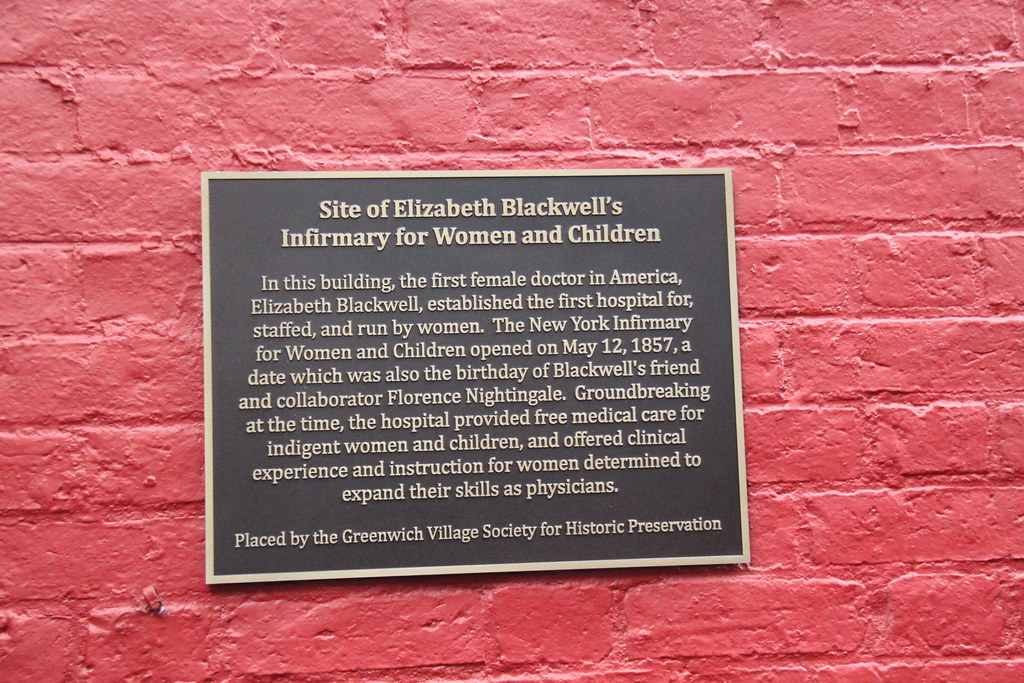 Site of Elizabeth Blackwell’s
Infirmary for Women and Children
In this building, the first female doctor in America,
Elizabeth Blackwell, established the first hospital for,
staffed, and run by women. The New York Infirmary
for Women and Children opened on May 12, 1857, a
date which was also the birthday of Blackwell's friend
and collaborator Florence Nightingale. Groundbreaking
at the time, the hospital provided free medical care for
indigent women and children, and offered clinical
experience and instruction for women determined to
expand their skills as physicians.
Placed by the Greenwich Village Society for Historic Preservation